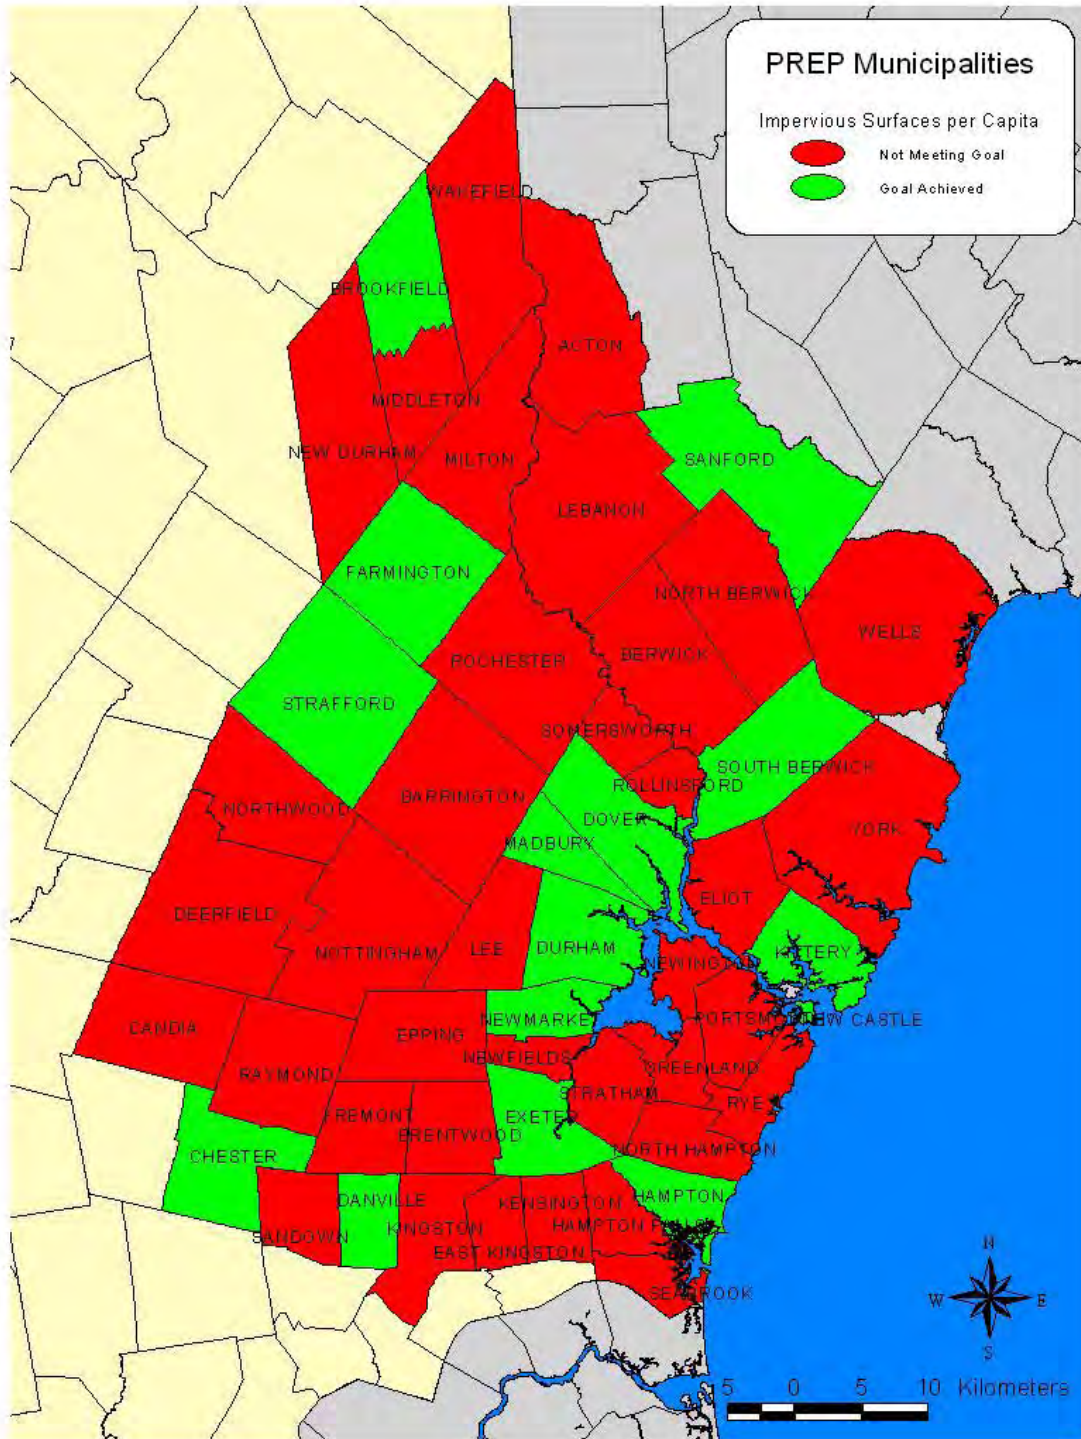 PREP Municipalities
Impervious Surfaces per Capita
Not Meeting Goal
Goal Achieved
WAKEFIELD
BROOKFIELD
ACTON
MIDDLETON
NEW DURHAM
MILTON
SANFORD
LEBANON
FARMINGTON
NORTH BERWICK
WELLS
BERWICK
ROCHESTER
STRAFFORD
SOMERSWORTH
SOUTH BERWICK
ROLLINSFORD
BARRINGTON
NORTHWOOD
DOVER
YORK
MADBURY
ELIOT
DEERFIELD
NOTTINGHAM
LEE
DURHAM
KITTERY
NEWINGTON
NEWMARKET
PORTSMOUTH
NEW CASTLE
CANDIA
EPPING
NEWFIELDS
GREENLAND
RAYMOND
STRATHAM
RYE
FREMONT
BRENTWOOD
EXETER
NORTH HAMPTON
CHESTER
DANVILLE
KENSINGTON
HAMPTON
KINGSTON
HAMPTON FALLS
SANDOWN
EAST KINGSTON
SEABROOK
N
W E
S
5 0 5 10 Kilometers